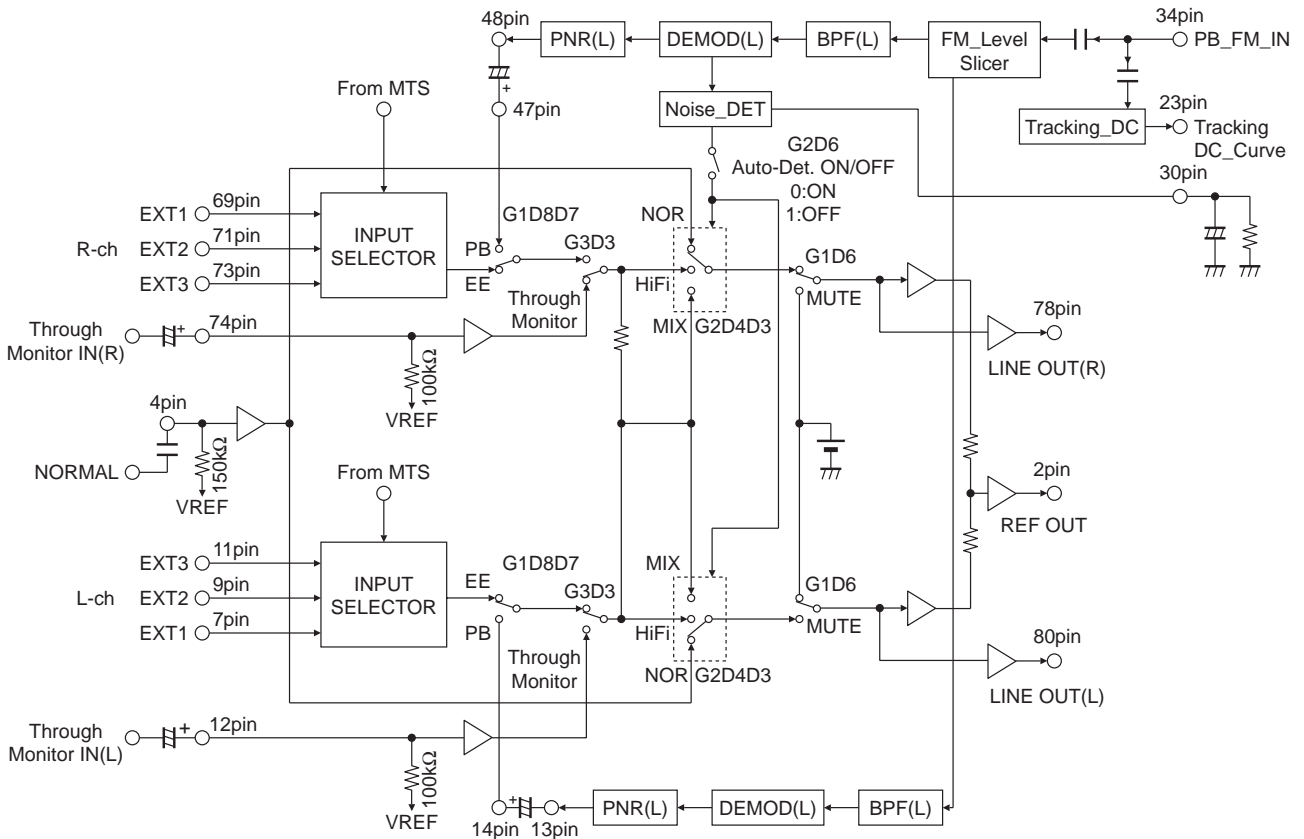 48pin
34pin
PNR(L)
DEMOD(L)
BPF(L)
FM_Level
Slicer
PB_FM_IN
From MTS
47pin
Noise_DET
23pin
Tracking_DC
Tracking
DC_Curve
G2D6
Auto-Det. ON/OFF
0:ON
1:OFF
30pin
EXT1
69pin
R-ch
EXT2
71pin
EXT3
73pin
INPUT
SELECTOR
G1D8D7
PB
EE
G3D3
Through
Monitor
NOR
HiFi
MIX
G2D4D3
G1D6
MUTE
78pin
LINE OUT(R)
Through
Monitor IN(R)
74pin
100kΩ
VREF
4pin
NORMAL
150kΩ
VREF
From MTS
2pin
REF OUT
EXT3
11pin
L-ch
EXT2
9pin
EXT1
7pin
INPUT
SELECTOR
G1D8D7
EE
PB
G3D3
Through
Monitor
MIX
HiFi
NOR
G2D4D3
G1D6
MUTE
80pin
LINE OUT(L)
Through
Monitor IN(L)
12pin
100kΩ
VREF
14pin
13pin
PNR(L)
DEMOD(L)
BPF(L)
+
+
+
+